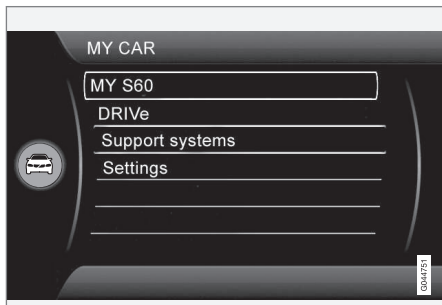 MY CAR
MY S60
DRIVe
Support systems
Settings
G044751